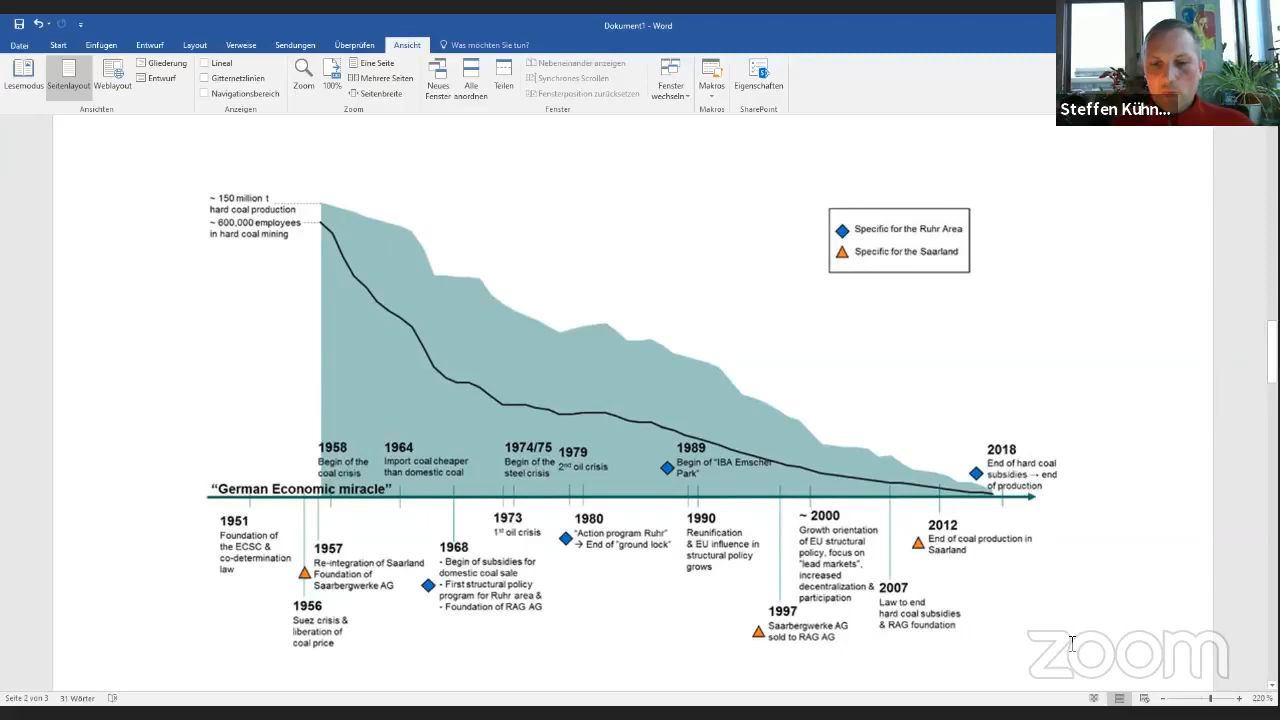 Dokument1 - Word
Datei Start Einfügen Entwurf Layout Verweise Sendungen Überprüfen Ansicht Was möchten Sie tun?
Lesemodus Seitenlayout Weblayout
Gliederung
Entwurf
Ansichten
Lineal
Gitternetzlinien
Navigationsbereich
Anzeigen
Zoom 100%
Eine Seite
Mehrere Seiten
Seitenbreite
Zoom
Neues Fenster
Alle anordnen
Teilen
Nebeneinander anzeigen
Synchrones Scrollen
Fensterposition zurücksetzen
Fenster
Fenster wechseln
Makros
Makros
Eigenschaften
SharePoint
Steffen Kühn...
~ 150 million t
hard coal production
~ 600,000 employees
in hard coal mining
Specific for the Ruhr Area
Specific for the Saarland
1958
Begin of the
coal crisis
1964
Import coal cheaper
than domestic coal
1974/75
Begin of the
steel crisis
1979
2nd oil crisis
1989
Begin of "IBA Emscher
Park"
2018
End of hard coal
subsidies → end
of production
"German Economic miracle"
1951
Foundation of
the ECSC &
co-determination
law
1957
Re-integration of Saarland
Foundation of
Saarbergwerke AG
1956
Suez crisis &
liberation of
coal price
1968
- Begin of subsidies for
domestic coal sale
- First structural policy
program for Ruhr area &
- Foundation of RAG AG
1973
1st oil crisis
1980
"Action program Ruhr"
→ End of "ground lock"
1990
Reunification
& EU influence in
structural policy
grows
1997
Saarbergwerke AG
sold to RAG AG
~ 2000
Growth orientation
of EU structural
policy, focus on
"lead markets",
increased
decentralization &
participation
2007
Law to end
hard coal subsidies
& RAG foundation
2012
End of coal production in
Saarland
zoom
Seite 2 von 3 31 Wörter
220 %